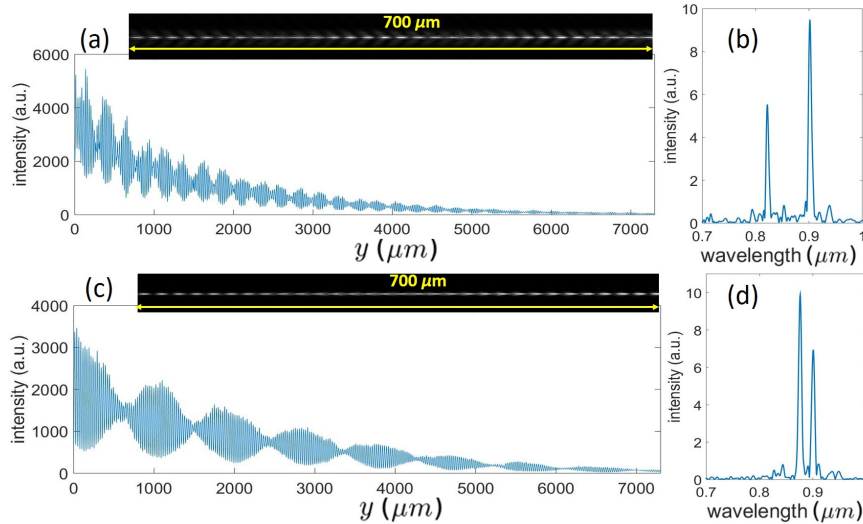 (a)
700 μm
6000
4000
2000
0
intensity (a.u.)
0 1000 2000 3000 4000 5000 6000 7000
y (μm)
(b)
10
8
6
4
2
0
intensity (a.u.)
0.7 0.8 0.9 1
wavelength (μm)
(c)
700 μm
4000
3000
2000
1000
0
intensity (a.u.)
0 1000 2000 3000 4000 5000 6000 7000
y (μm)
(d)
10
8
6
4
2
0
intensity (a.u.)
0.7 0.8 0.9
wavelength (μm)